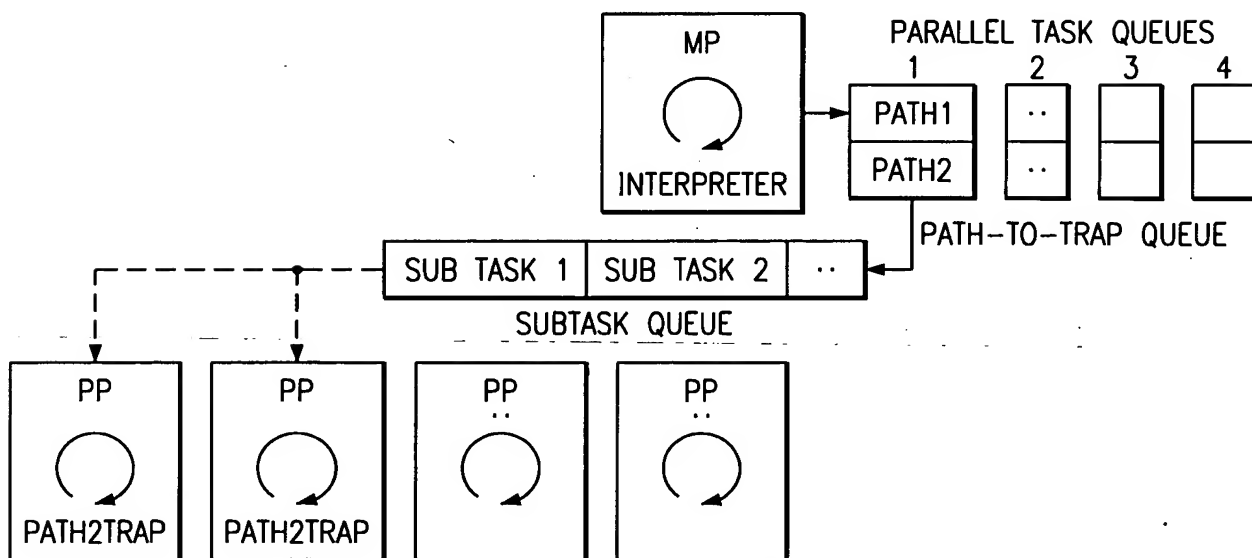 MP
INTERPRETER
PARALLEL TASK QUEUES
1 2 3 4
PATH1 ..
PATH2 ..
PATH-TO-TRAP QUEUE
SUB TASK 1 SUB TASK 2 ..
SUBTASK QUEUE
PP PP PP PP
.. ..
PATH2TRAP PATH2TRAP